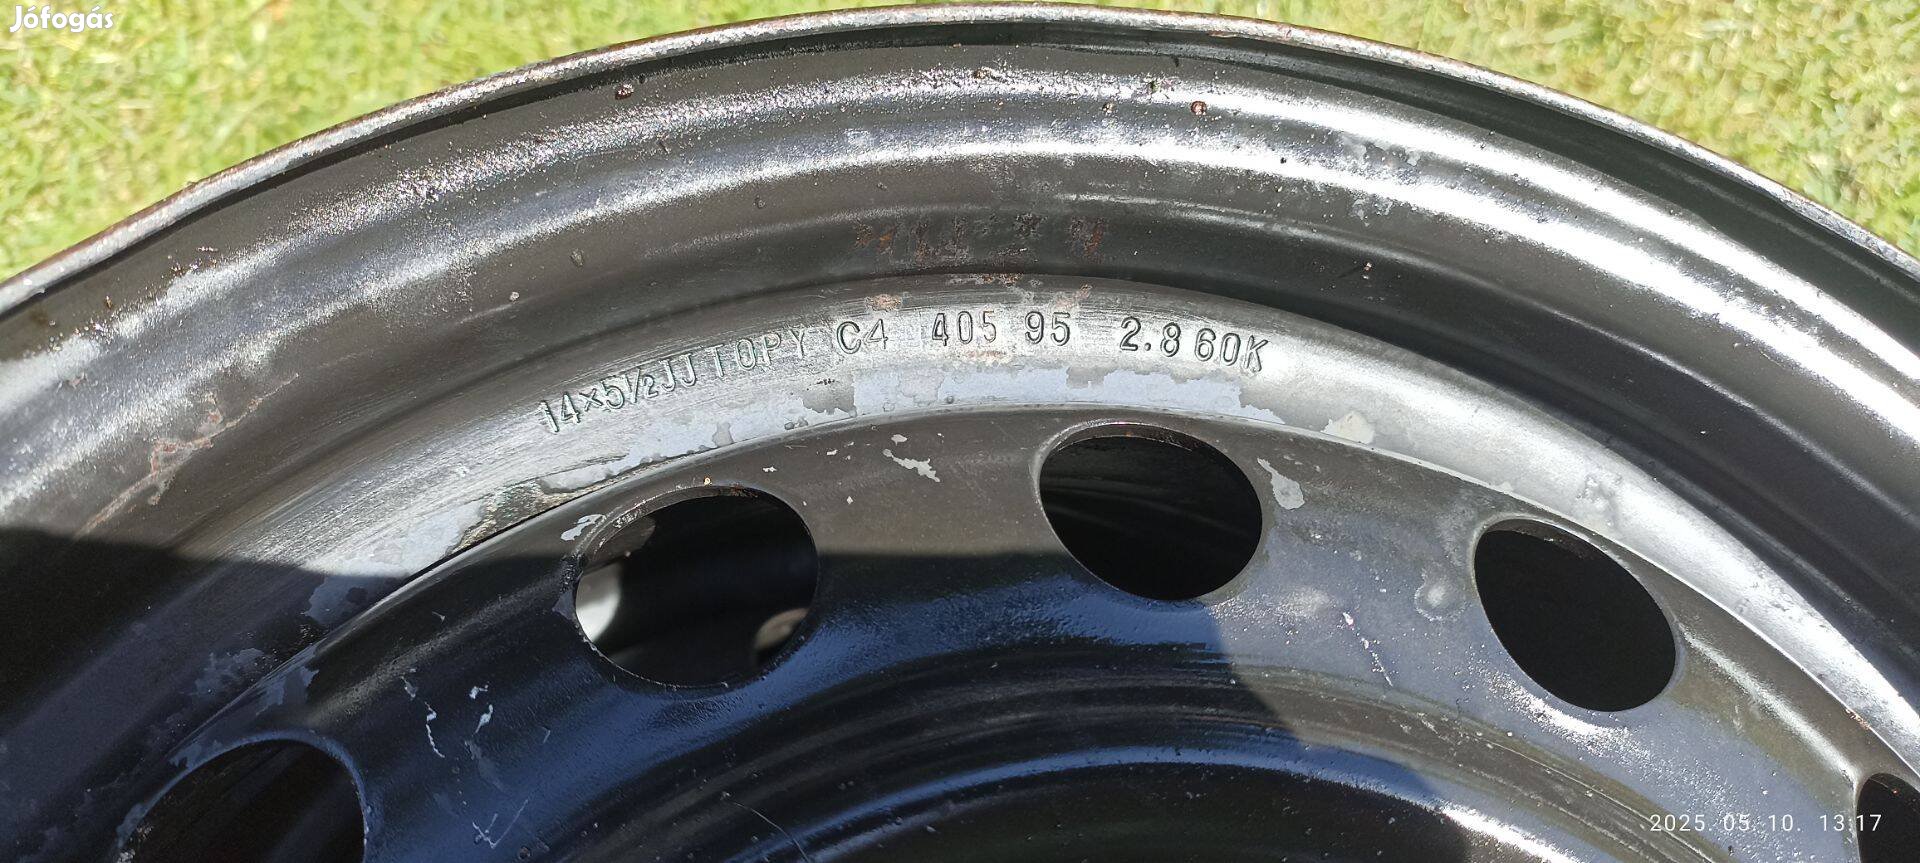 Jófogás
14×5½JJ TOPY C4 405 95 2.8 60K
2025. 05. 10. 13:17